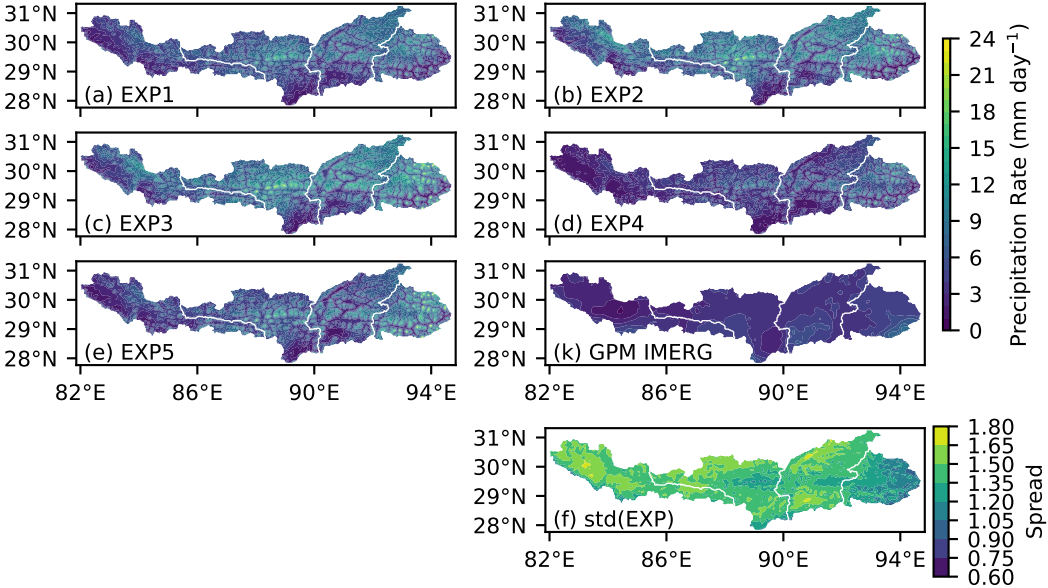 31°N
30°N
29°N
28°N
(a) EXP1
31°N
30°N
29°N
28°N
(b) EXP2
31°N
30°N
29°N
28°N
(c) EXP3
31°N
30°N
29°N
28°N
(d) EXP4
31°N
30°N
29°N
28°N
(e) EXP5
82°E 86°E 90°E 94°E
31°N
30°N
29°N
28°N
(k) GPM IMERG
82°E 86°E 90°E 94°E
24
21
18
15
12
9
6
3
0
Precipitation Rate (mm day⁻¹)
31°N
30°N
29°N
28°N
(f) std(EXP)
82°E 86°E 90°E 94°E
1.80
1.65
1.50
1.35
1.20
1.05
0.90
0.75
0.60
Spread